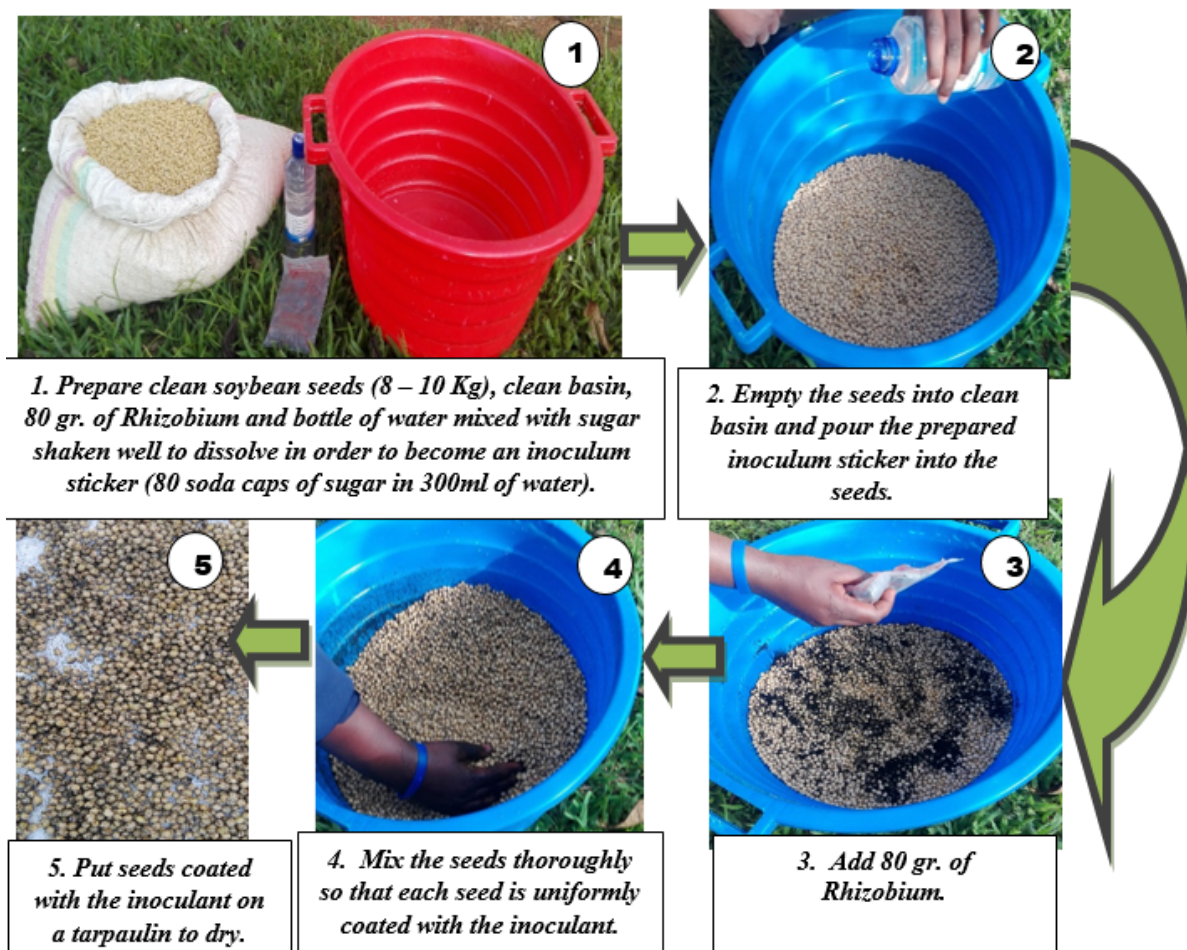 1
2
1. Prepare clean soybean seeds (8 – 10 Kg), clean basin,
80 gr. of Rhizobium and bottle of water mixed with sugar
shaken well to dissolve in order to become an inoculum
sticker (80 soda caps of sugar in 300ml of water).
2. Empty the seeds into clean
basin and pour the prepared
inoculum sticker into the
seeds.
3
3. Add 80 gr. of
Rhizobium.
4
4. Mix the seeds thoroughly
so that each seed is uniformly
coated with the inoculant.
5
5. Put seeds coated
with the inoculant on
a tarpaulin to dry.